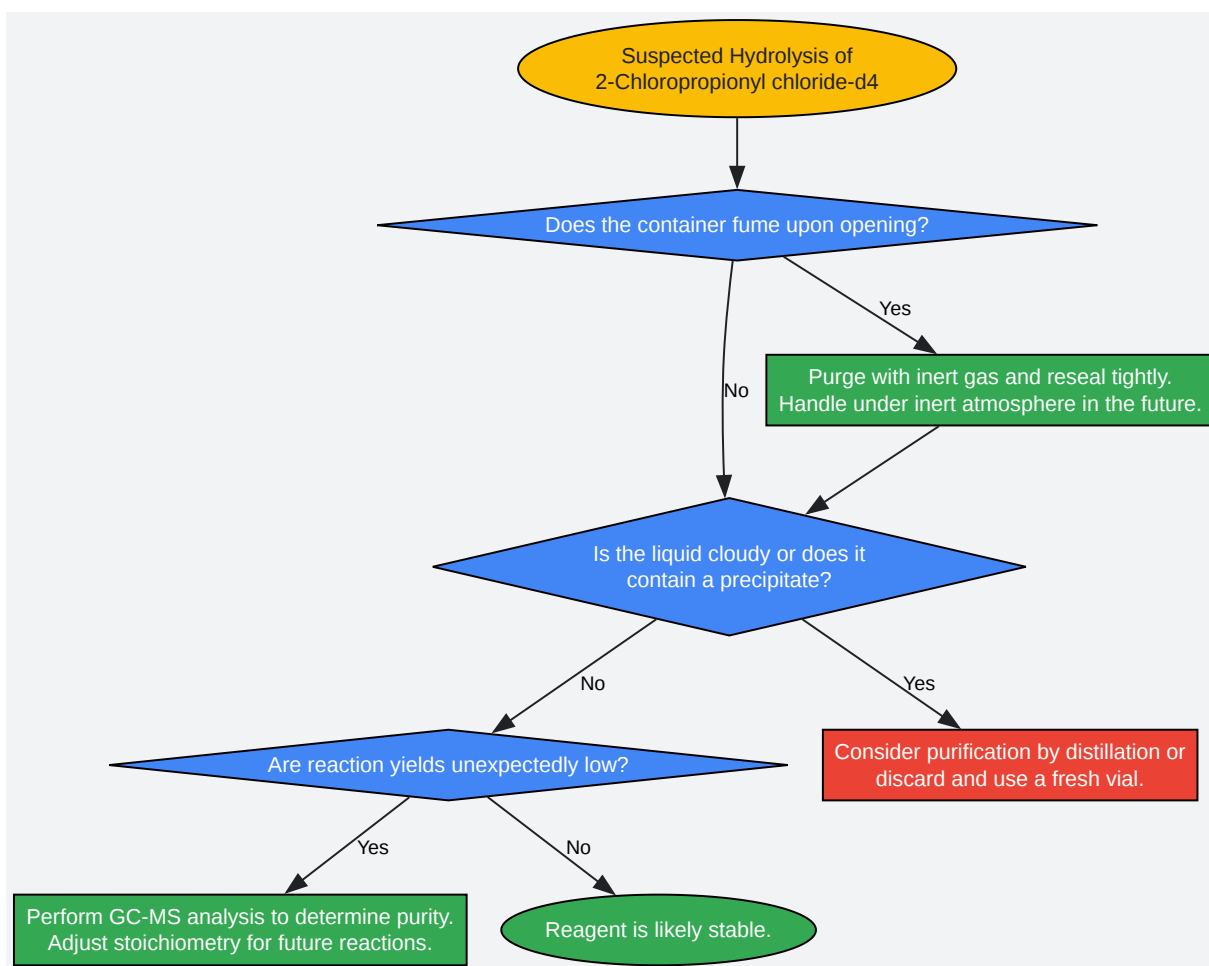 Suspected Hydrolysis of
2-Chloropropionyl chloride-d4
Does the container fume upon opening?
Yes
Purge with inert gas and reseal tightly.
Handle under inert atmosphere in the future.
No
Is the liquid cloudy or does it
contain a precipitate?
No
Yes
Are reaction yields unexpectedly low?
Consider purification by distillation or
discard and use a fresh vial.
Yes
No
Perform GC-MS analysis to determine purity.
Adjust stoichiometry for future reactions.
Reagent is likely stable.